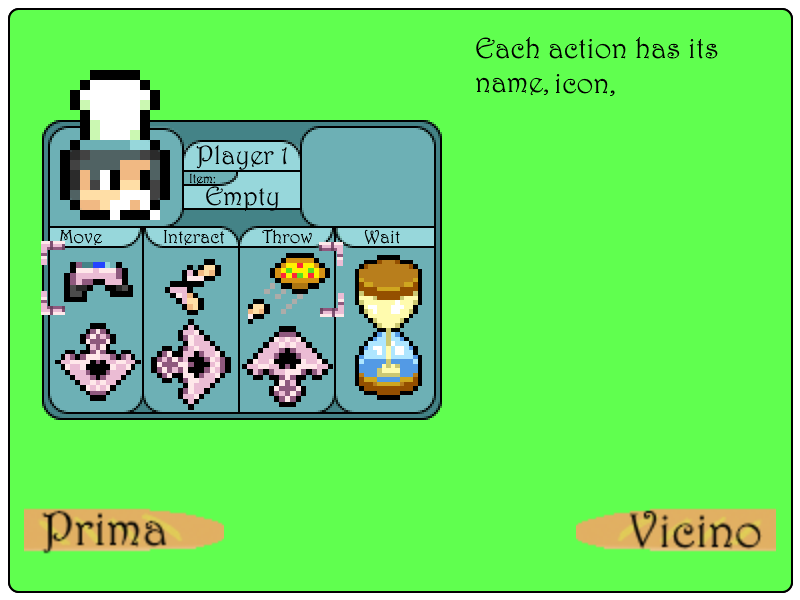 Each action has its
name, icon,
Player 1
Item:
Empty
Move Interact Throw Wait
Prima
Vicino